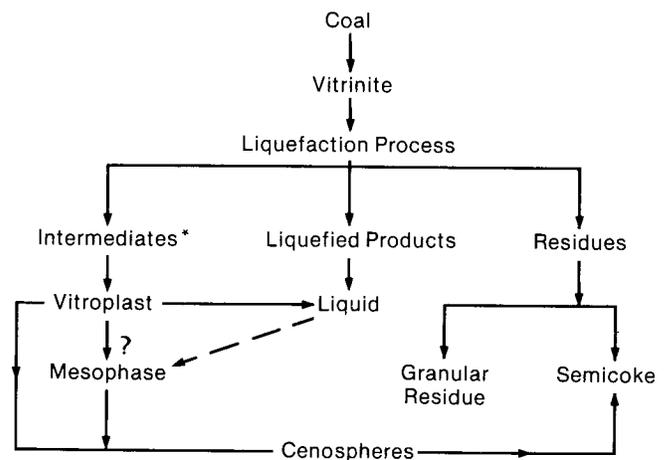 Coal
Vitrinite
Liquefaction Process
Intermediates*
Liquefied Products
Residues
Vitroplast
Liquid
?
Mesophase
Granular
Residue
Semicoke
Cenospheres